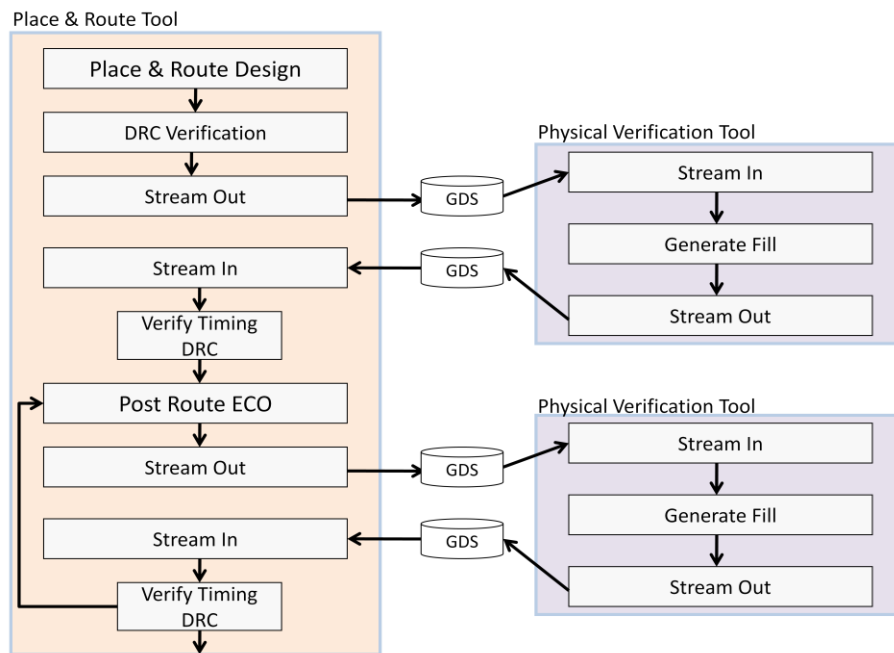 Place & Route Tool
Place & Route Design
DRC Verification
Stream Out
GDS
Physical Verification Tool
Stream In
Generate Fill
Stream Out
GDS
Stream In
Verify Timing
DRC
Post Route ECO
Stream Out
GDS
Physical Verification Tool
Stream In
Generate Fill
Stream Out
GDS
Stream In
Verify Timing
DRC